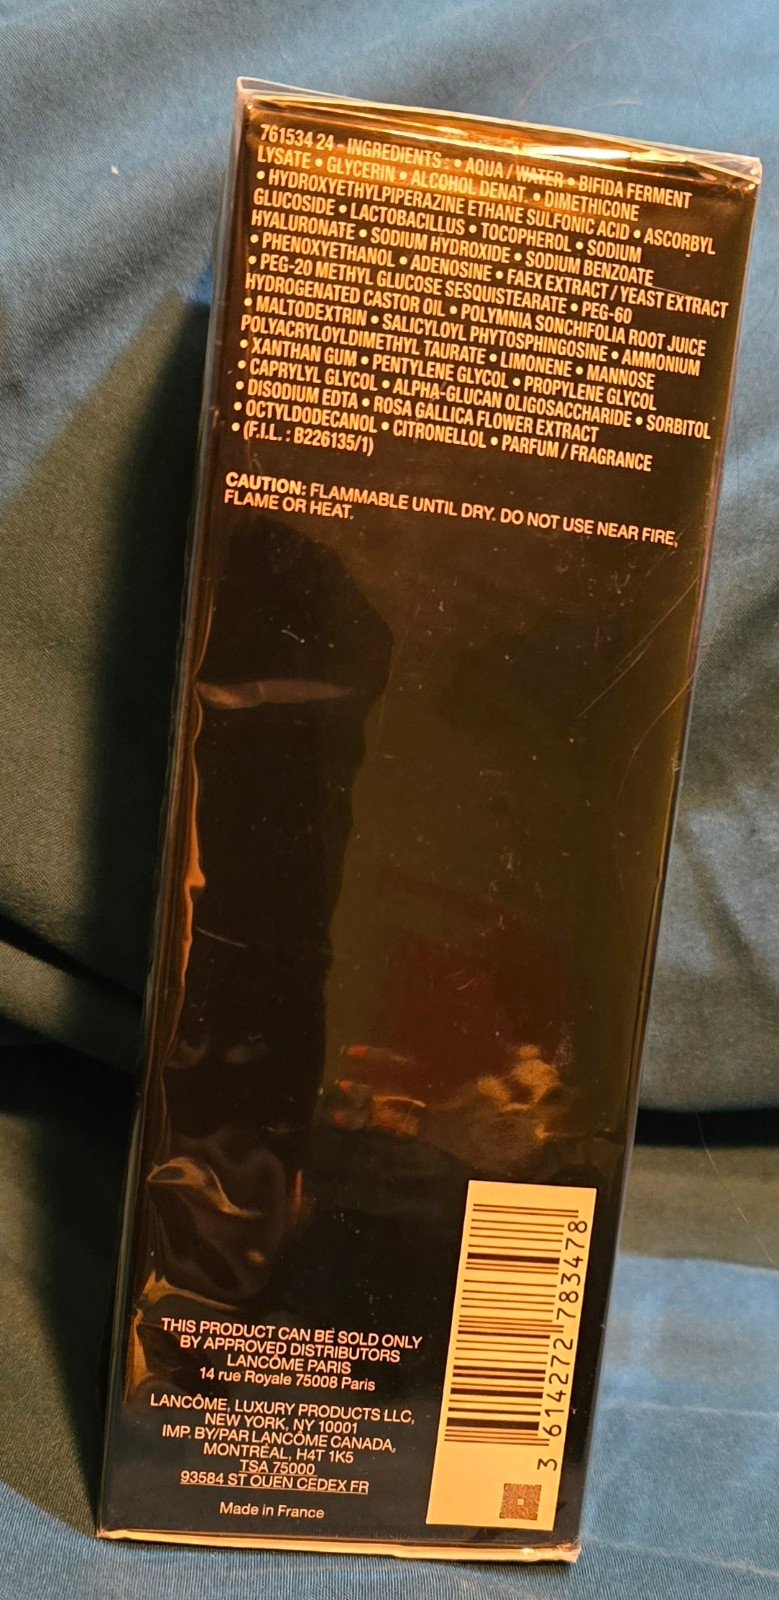 761534 24 - INGREDIENTS : • AQUA / WATER • BIFIDA FERMENT
LYSATE • GLYCERIN • ALCOHOL DENAT. • DIMETHICONE
• HYDROXYETHYLPIPERAZINE ETHANE SULFONIC ACID • ASCORBYL
GLUCOSIDE • LACTOBACILLUS • TOCOPHEROL • SODIUM
HYALURONATE • SODIUM HYDROXIDE • SODIUM BENZOATE
• PHENOXYETHANOL • ADENOSINE • FAEX EXTRACT / YEAST EXTRACT
• PEG-20 METHYL GLUCOSE SESQUISTEARATE • PEG-60
HYDROGENATED CASTOR OIL • POLYMNIA SONCHIFOLIA ROOT JUICE
• MALTODEXTRIN • SALICYLOYL PHYTOSPHINGOSINE • AMMONIUM
POLYACRYLOYLDIMETHYL TAURATE • LIMONENE • MANNOSE
• XANTHAN GUM • PENTYLENE GLYCOL • PROPYLENE GLYCOL
• CAPRYLYL GLYCOL • ALPHA-GLUCAN OLIGOSACCHARIDE • SORBITOL
• DISODIUM EDTA • ROSA GALLICA FLOWER EXTRACT
• OCTYLDODECANOL • CITRONELLOL • PARFUM / FRAGRANCE
• (F.I.L. : B226135/1)
CAUTION: FLAMMABLE UNTIL DRY. DO NOT USE NEAR FIRE,
FLAME OR HEAT.
THIS PRODUCT CAN BE SOLD ONLY
BY APPROVED DISTRIBUTORS
LANCÔME PARIS
14 rue Royale 75008 Paris
LANCÔME, LUXURY PRODUCTS LLC,
NEW YORK, NY 10001
IMP. BY/PAR LANCÔME CANADA,
MONTRÉAL, H4T 1K5
TSA 75000
93584 ST OUEN CEDEX FR
Made in France
3 614272 783478